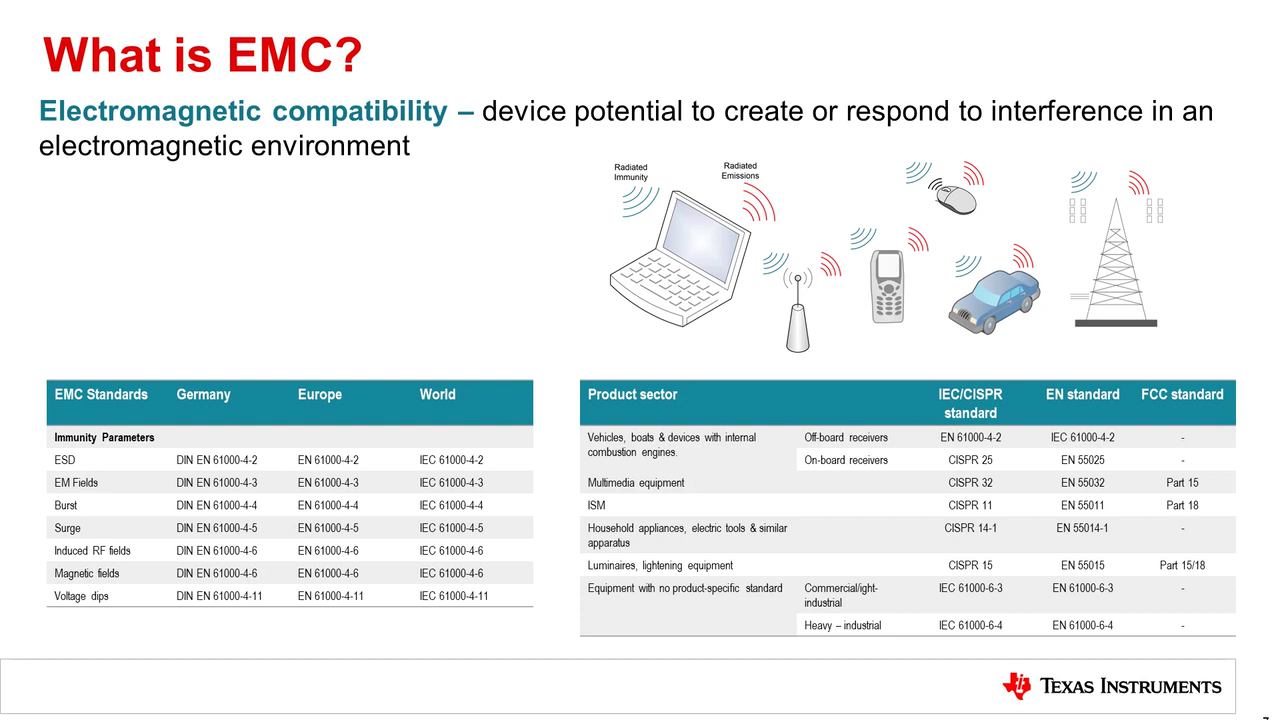 What is EMC?
Electromagnetic compatibility – device potential to create or respond to interference in an
electromagnetic environment
Radiated
Immunity
Radiated
Emissions
EMC Standards Germany Europe World
Immunity Parameters
ESD DIN EN 61000-4-2 EN 61000-4-2 IEC 61000-4-2
EM Fields DIN EN 61000-4-3 EN 61000-4-3 IEC 61000-4-3
Burst DIN EN 61000-4-4 EN 61000-4-4 IEC 61000-4-4
Surge DIN EN 61000-4-5 EN 61000-4-5 IEC 61000-4-5
Induced RF fields DIN EN 61000-4-6 EN 61000-4-6 IEC 61000-4-6
Magnetic fields DIN EN 61000-4-6 EN 61000-4-6 IEC 61000-4-6
Voltage dips DIN EN 61000-4-11 EN 61000-4-11 IEC 61000-4-11
Product sector IEC/CISPR standard EN standard FCC standard
Vehicles, boats & devices with internal combustion engines. Off-board receivers EN 61000-4-2 IEC 61000-4-2 -
On-board receivers CISPR 25 EN 55025 -
Multimedia equipment CISPR 32 EN 55032 Part 15
ISM CISPR 11 EN 55011 Part 18
Household appliances, electric tools & similar apparatus CISPR 14-1 EN 55014-1 -
Luminaires, lightening equipment CISPR 15 EN 55015 Part 15/18
Equipment with no product-specific standard Commercial/ight-industrial IEC 61000-6-3 EN 61000-6-3 -
Heavy – industrial IEC 61000-6-4 EN 61000-6-4 -
TEXAS INSTRUMENTS